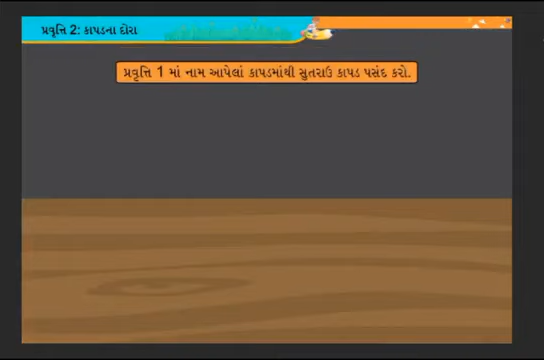 પ્રવૃત્તિ 2: કાપડના દોરા
પ્રવૃત્તિ 1 માં નામ આપેલાં કાપડમાંથી સુતરાઉ કાપડ પસંદ કરો.